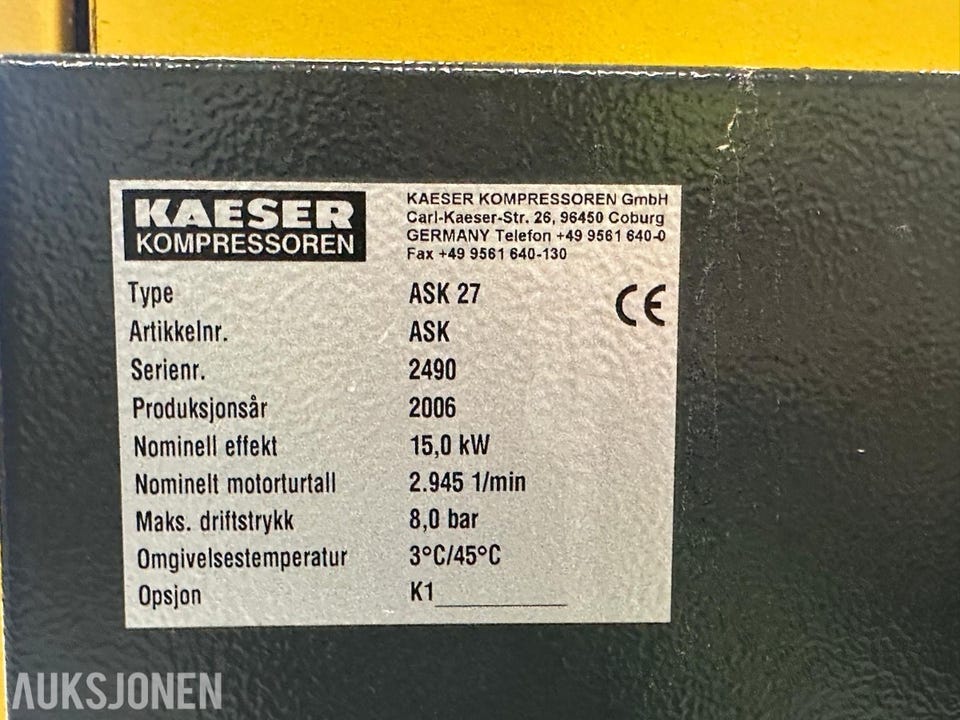 KAESER
KOMPRESSOREN
KAESER KOMPRESSOREN GmbH
Carl-Kaeser-Str. 26, 96450 Coburg
GERMANY Telefon +49 9561 640-0
Fax +49 9561 640-130
CE
Type ASK 27
Artikkelnr. ASK
Serienr. 2490
Produksjonsår 2006
Nominell effekt 15,0 kW
Nominelt motorturtall 2.945 1/min
Maks. driftstrykk 8,0 bar
Omgivelsestemperatur 3°C/45°C
Opsjon K1__________
AUKSJONEN